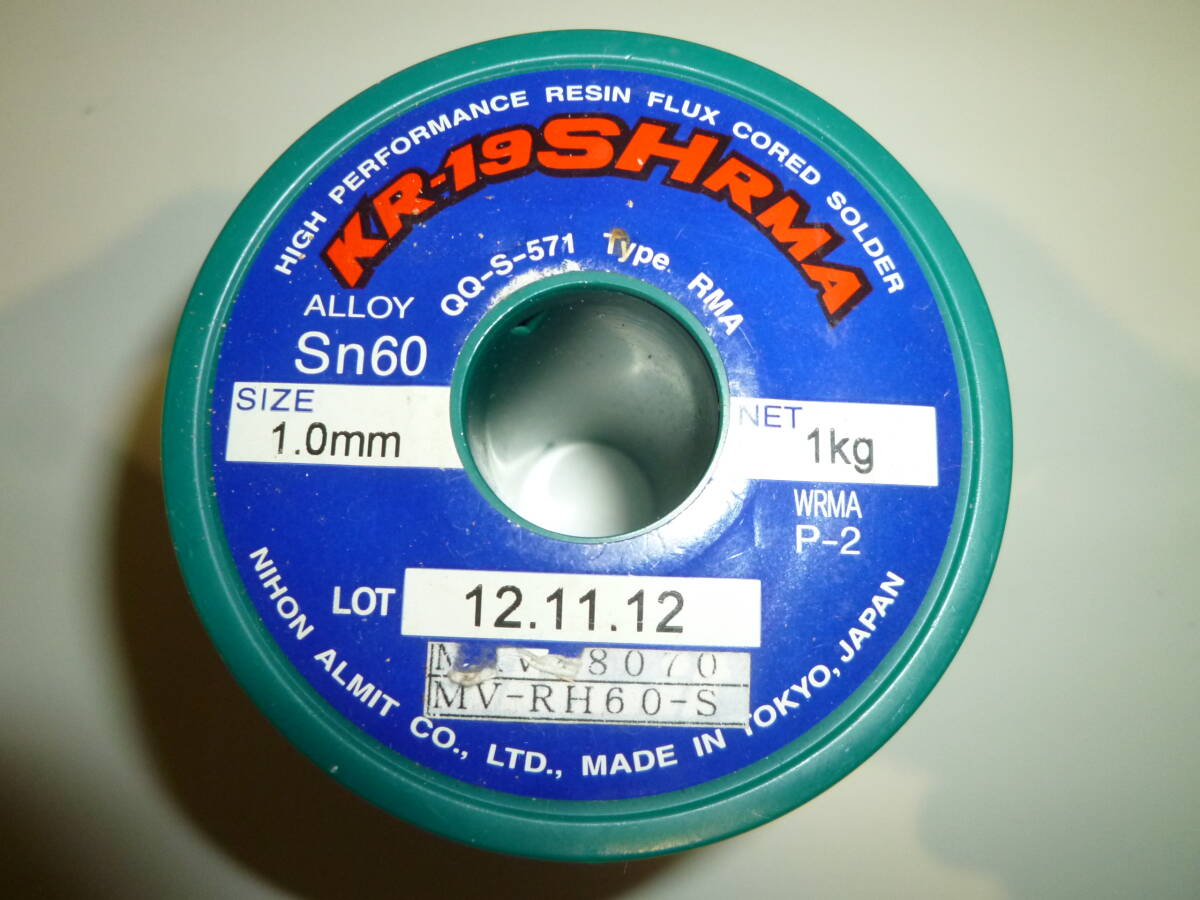 HIGH PERFORMANCE RESIN FLUX CORED SOLDER
KR-19SHRMA
QQ-S-571 Type RMA
ALLOY
Sn60
SIZE
1.0mm
NET
1kg
WRMA
P-2
LOT 12.11.12
8070
MV-RH60-S
NIHON ALMIT CO., LTD., MADE IN TOKYO, JAPAN